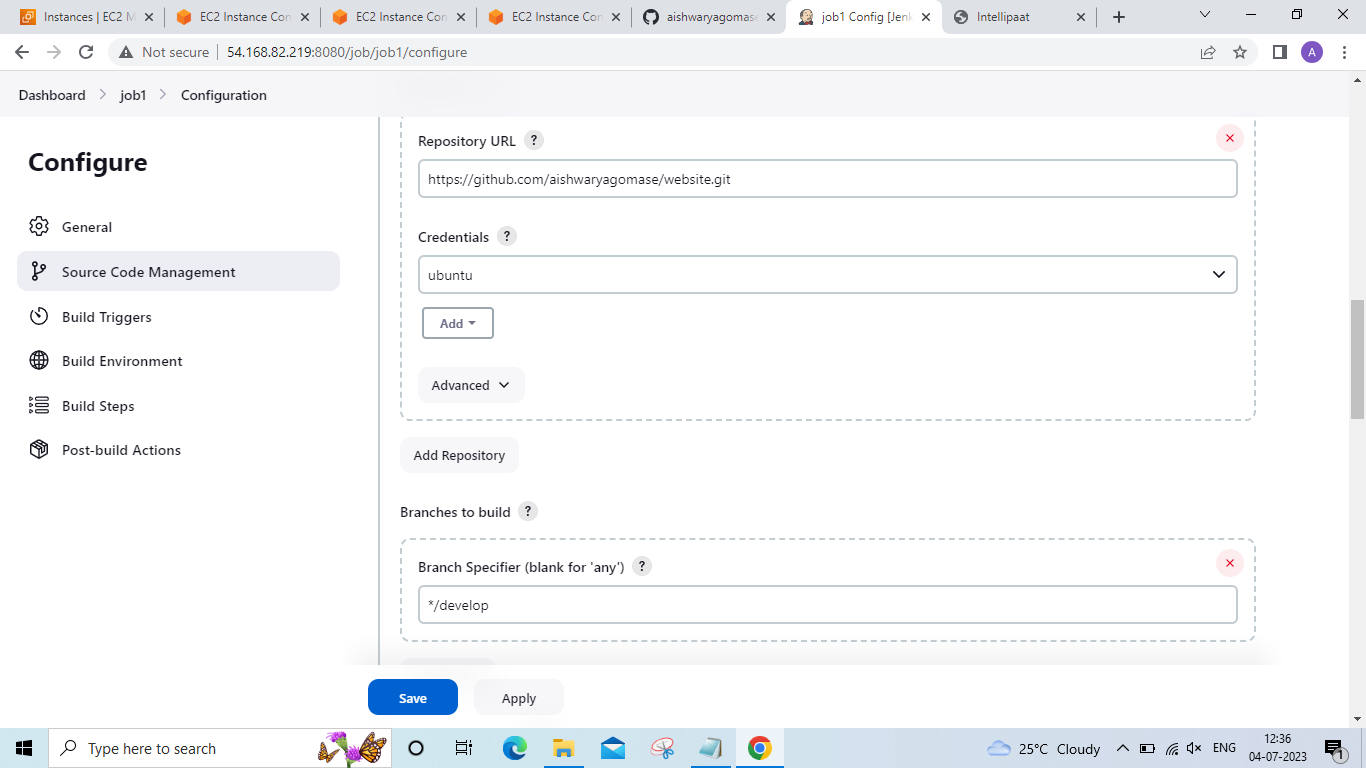 Instances | EC2 M
EC2 Instance Con
EC2 Instance Con
EC2 Instance Con
aishwaryagomase
job1 Config [Jenk
Intellipaat
Not secure
54.168.82.219:8080/job/job1/configure
A
Dashboard
job1
Configuration
Configure
General
Source Code Management
Build Triggers
Build Environment
Build Steps
Post-build Actions
Repository URL ?
https://github.com/aishwaryagomase/website.git
Credentials ?
ubuntu
Add
Advanced
Add Repository
Branches to build ?
Branch Specifier (blank for 'any') ?
*/develop
Save
Apply
Type here to search
25°C Cloudy
ENG
12:36
04-07-2023
1